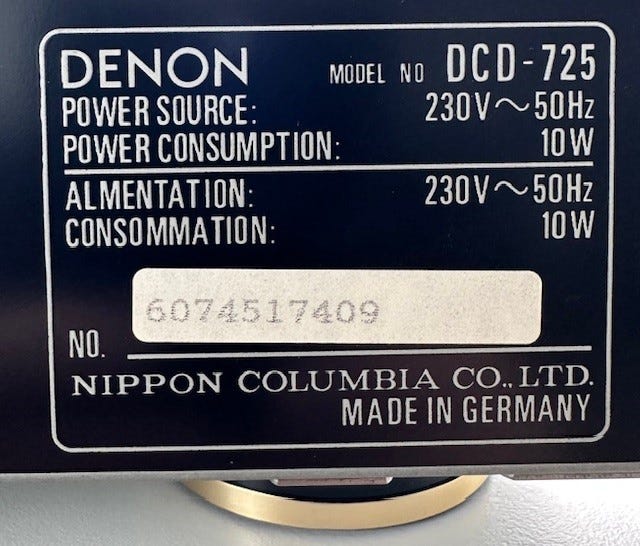 DENON MODEL NO DCD-725
POWER SOURCE: 230V～50Hz
POWER CONSUMPTION: 10W
ALMENTATION: 230V～50Hz
CONSOMMATION: 10W
6074517409
NO.
NIPPON COLUMBIA CO., LTD.
MADE IN GERMANY